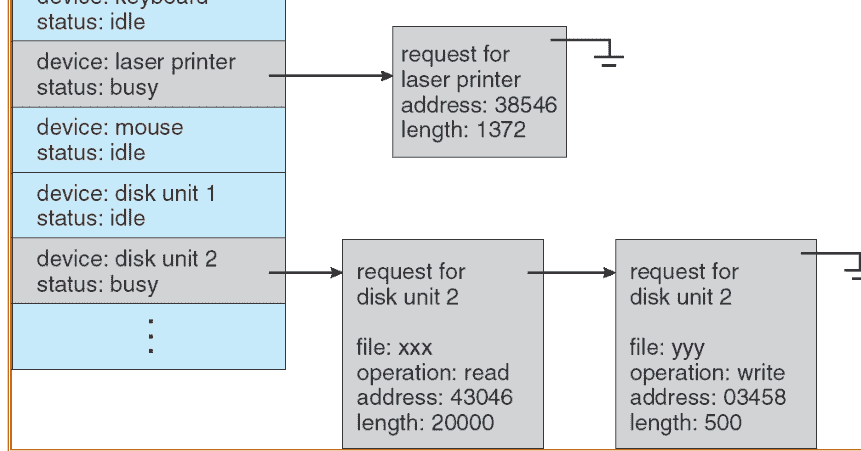 device: keyboard
status: idle
device: laser printer
status: busy
device: mouse
status: idle
device: disk unit 1
status: idle
device: disk unit 2
status: busy
request for
laser printer
address: 38546
length: 1372
request for
disk unit 2
file: xxx
operation: read
address: 43046
length: 20000
request for
disk unit 2
file: yyy
operation: write
address: 03458
length: 500